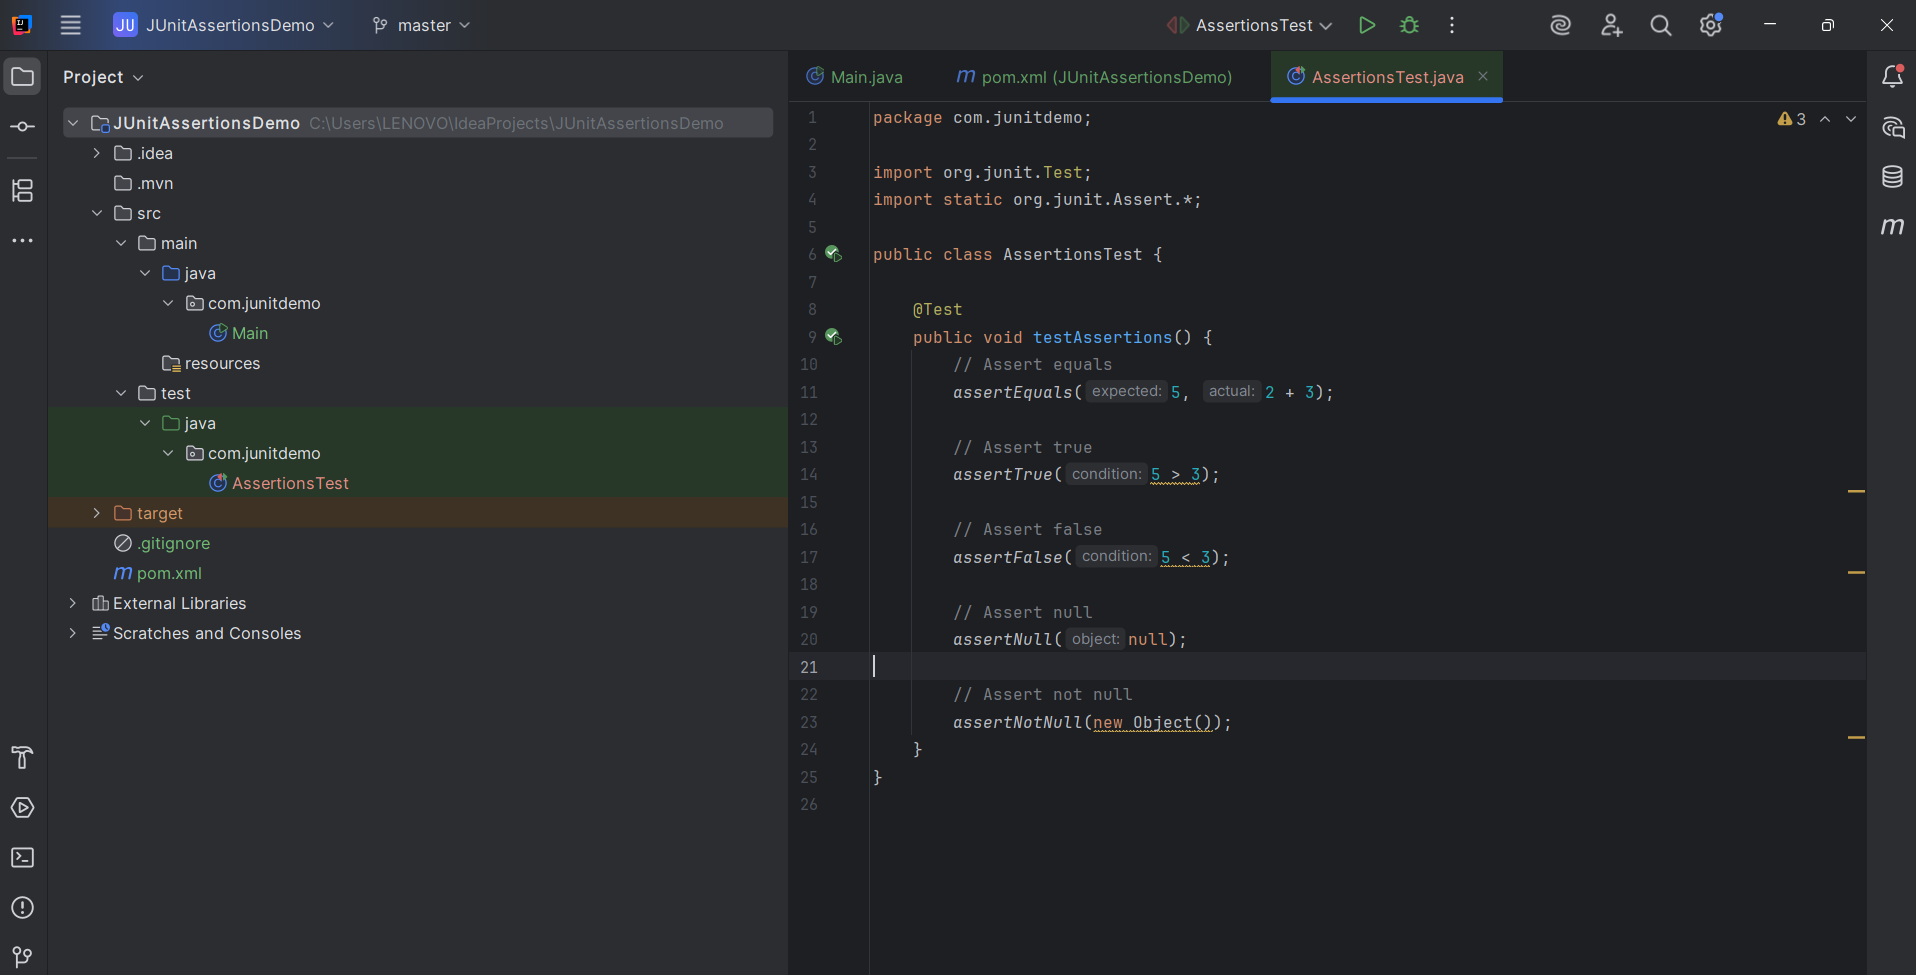 JU JUnitAssertionsDemo master AssertionsTest
Project
JUnitAssertionsDemo C:\Users\LENOVO\IdeaProjects\JUnitAssertionsDemo
.idea
.mvn
src
main
java
com.junitdemo
Main
resources
test
java
com.junitdemo
AssertionsTest
target
.gitignore
pom.xml
External Libraries
Scratches and Consoles
Main.java pom.xml (JUnitAssertionsDemo) AssertionsTest.java
1 package com.junitdemo; 3
2
3 import org.junit.Test;
4 import static org.junit.Assert.*;
5
6 public class AssertionsTest {
7
8 @Test
9 public void testAssertions() {
10 // Assert equals
11 assertEquals( expected: 5, actual: 2 + 3);
12
13 // Assert true
14 assertTrue( condition: 5 > 3);
15
16 // Assert false
17 assertFalse( condition: 5 < 3);
18
19 // Assert null
20 assertNull( object: null);
21
22 // Assert not null
23 assertNotNull(new Object());
24 }
25 }
26